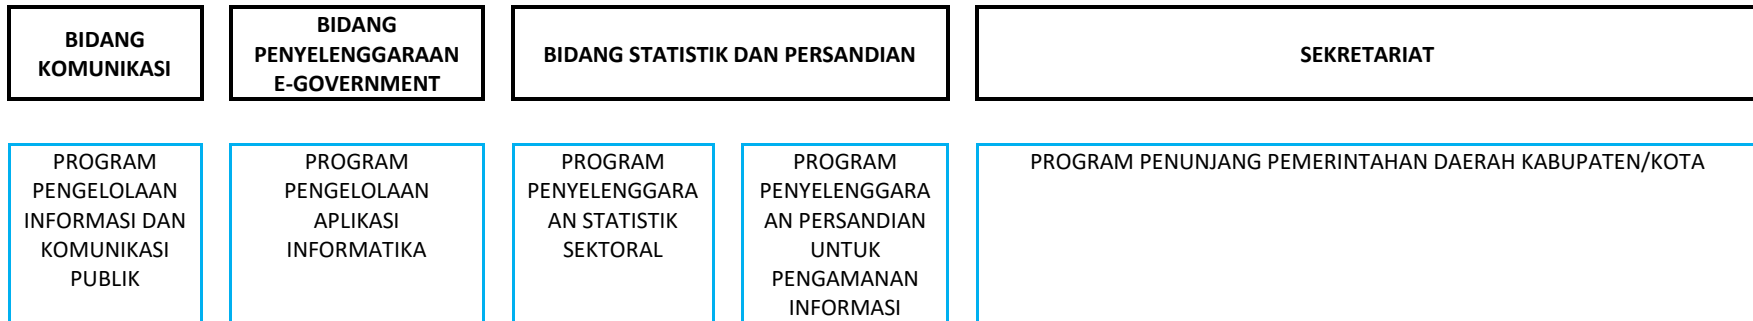 BIDANG
KOMUNIKASI
BIDANG
PENYELENGGARAAN
E-GOVERNMENT
BIDANG STATISTIK DAN PERSANDIAN
SEKRETARIAT
PROGRAM
PENGELOLAAN
INFORMASI DAN
KOMUNIKASI
PUBLIK
PROGRAM
PENGELOLAAN
APLIKASI
INFORMATIKA
PROGRAM
PENYELENGGARA
AN STATISTIK
SEKTORAL
PROGRAM
PENYELENGGARA
AN PERSANDIAN
UNTUK
PENGAMANAN
INFORMASI
PROGRAM PENUNJANG PEMERINTAHAN DAERAH KABUPATEN/KOTA